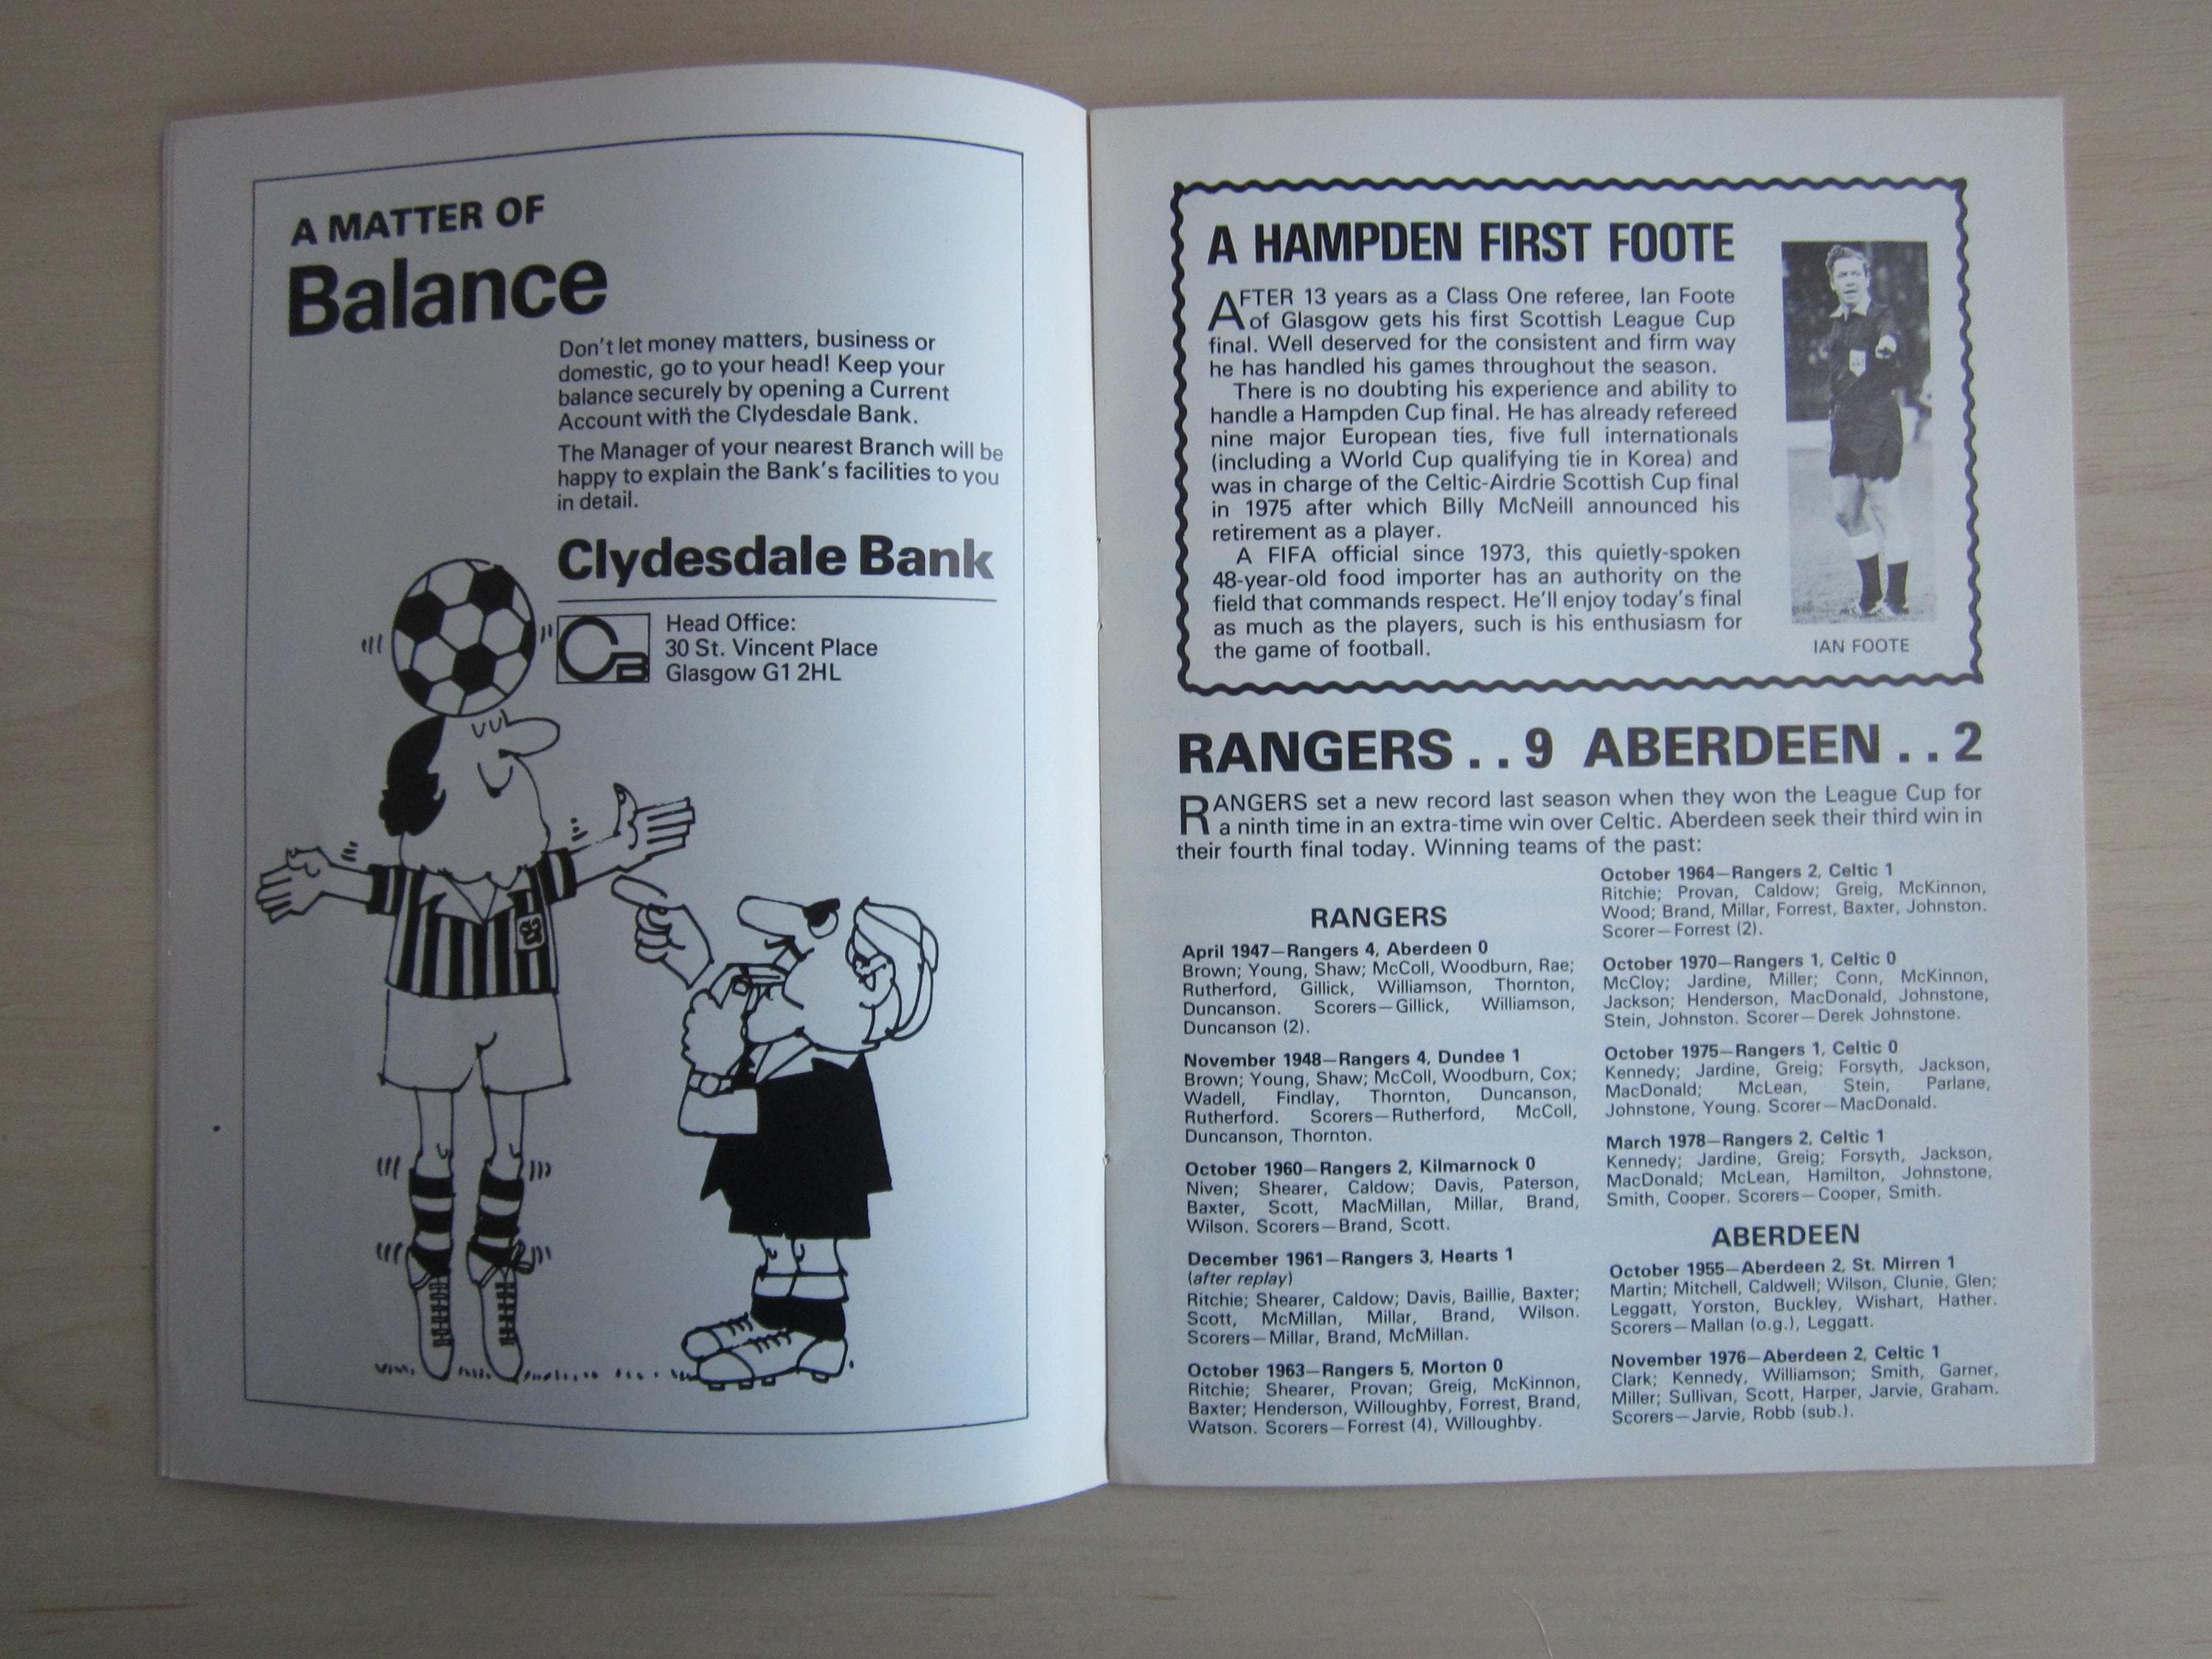 A MATTER OF
Balance
Don't let money matters, business or
domestic, go to your head! Keep your
balance securely by opening a Current
Account with the Clydesdale Bank.
The Manager of your nearest Branch will be
happy to explain the Bank's facilities to you
in detail.
Clydesdale Bank
CB
Head Office:
30 St. Vincent Place
Glasgow G1 2HL
A HAMPDEN FIRST FOOTE
AFTER 13 years as a Class One referee, Ian Foote
of Glasgow gets his first Scottish League Cup
final. Well deserved for the consistent and firm way
he has handled his games throughout the season.
There is no doubting his experience and ability to
handle a Hampden Cup final. He has already refereed
nine major European ties, five full internationals
(including a World Cup qualifying tie in Korea) and
was in charge of the Celtic-Airdrie Scottish Cup final
in 1975 after which Billy McNeill announced his
retirement as a player.
A FIFA official since 1973, this quietly-spoken
48-year-old food importer has an authority on the
field that commands respect. He'll enjoy today's final
as much as the players, such is his enthusiasm for
the game of football.
IAN FOOTE
RANGERS . . 9 ABERDEEN . . 2
RANGERS set a new record last season when they won the League Cup for
a ninth time in an extra-time win over Celtic. Aberdeen seek their third win in
their fourth final today. Winning teams of the past:
RANGERS
April 1947—Rangers 4, Aberdeen 0
Brown; Young, Shaw; McColl, Woodburn, Rae;
Rutherford, Gillick, Williamson, Thornton,
Duncanson. Scorers—Gillick, Williamson,
Duncanson (2).
November 1948—Rangers 4, Dundee 1
Brown; Young, Shaw; McColl, Woodburn, Cox;
Wadell, Findlay, Thornton, Duncanson,
Rutherford. Scorers—Rutherford, McColl,
Duncanson, Thornton.
October 1960—Rangers 2, Kilmarnock 0
Niven; Shearer, Caldow; Davis, Paterson,
Baxter, Scott, MacMillan, Millar, Brand,
Wilson. Scorers—Brand, Scott.
December 1961—Rangers 3, Hearts 1
(after replay)
Ritchie; Shearer, Caldow; Davis, Baillie, Baxter;
Scott, McMillan, Millar, Brand, Wilson.
Scorers—Millar, Brand, McMillan.
October 1963—Rangers 5, Morton 0
Ritchie; Shearer, Provan; Greig, McKinnon,
Baxter; Henderson, Willoughby, Forrest, Brand,
Watson. Scorers—Forrest (4), Willoughby.
October 1964—Rangers 2, Celtic 1
Ritchie; Provan, Caldow; Greig, McKinnon,
Wood; Brand, Millar, Forrest, Baxter, Johnston.
Scorer—Forrest (2).
October 1970—Rangers 1, Celtic 0
McCloy; Jardine, Miller; Conn, McKinnon,
Jackson; Henderson, MacDonald, Johnstone,
Stein, Johnston. Scorer—Derek Johnstone.
October 1975—Rangers 1, Celtic 0
Kennedy; Jardine, Greig; Forsyth, Jackson,
MacDonald; McLean, Stein, Parlane,
Johnstone, Young. Scorer—MacDonald.
March 1978—Rangers 2, Celtic 1
Kennedy; Jardine, Greig; Forsyth, Jackson,
MacDonald; McLean, Hamilton, Johnstone,
Smith, Cooper. Scorers—Cooper, Smith.
ABERDEEN
October 1955—Aberdeen 2, St. Mirren 1
Martin; Mitchell, Caldwell; Wilson, Clunie, Glen;
Leggatt, Yorston, Buckley, Wishart, Hather.
Scorers—Mallan (o.g.), Leggatt.
November 1976—Aberdeen 2, Celtic 1
Clark; Kennedy, Williamson; Smith, Garner,
Miller; Sullivan, Scott, Harper, Jarvie, Graham.
Scorers—Jarvie, Robb (sub.).